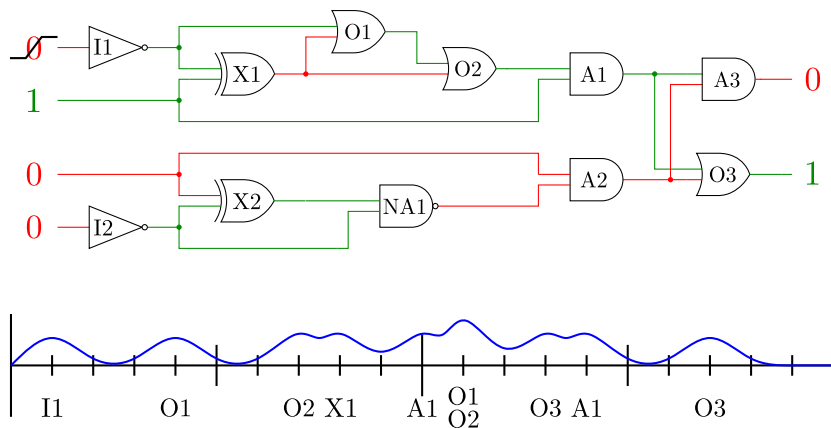 O1
0 I1
X1 O2 A1 A3 0
1
0
X2 NA1 A2 O3 1
0 I2
I1 O1 O2 X1 A1 O1 O3 A1 O3
O2